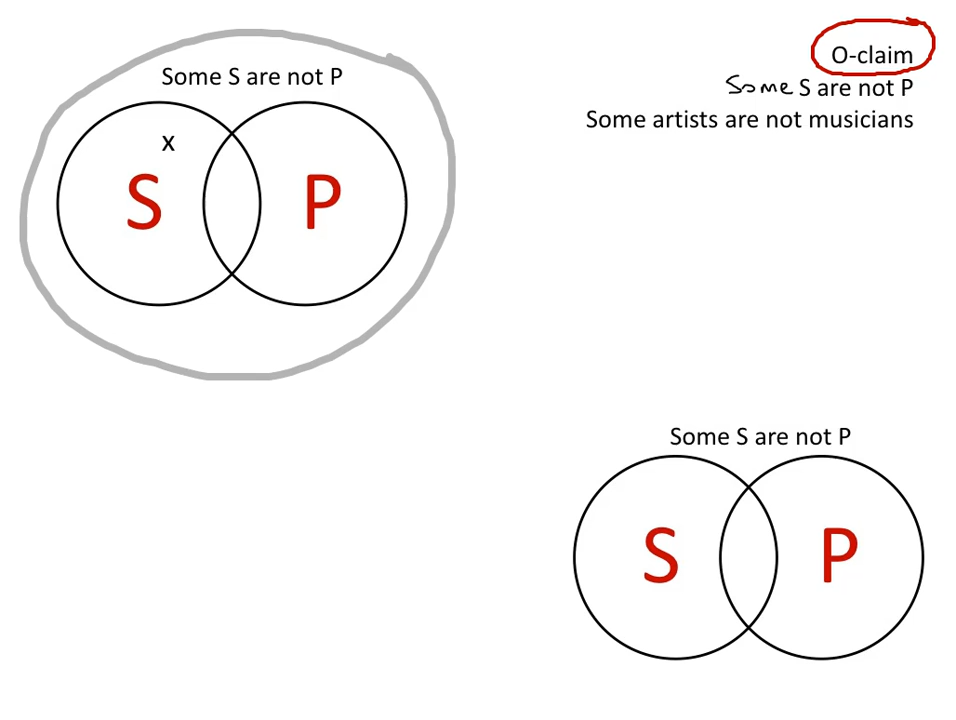 Some S are not P
x
S P
O-claim
Some S are not P
Some artists are not musicians
Some S are not P
S P